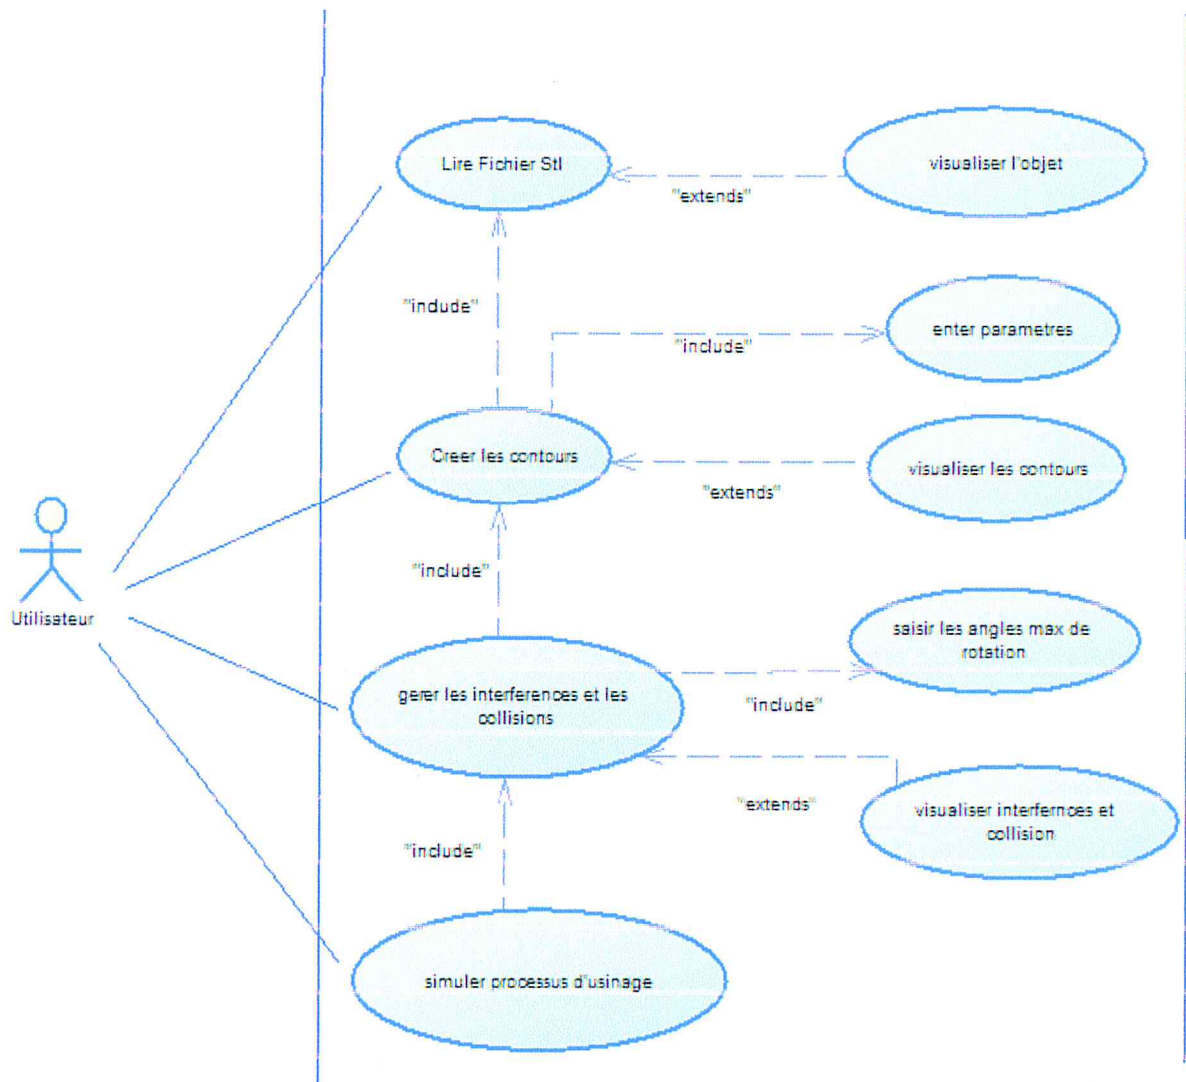 Lire Fichier Stl
visualiser l'objet
"extends"
"include"
enter parametres
"include"
Creer les contours
visualiser les contours
"extends"
Utilisateur
"include"
saisir les angles max de
rotation
gerer les interferences et les
collisions
"include"
"extends"
visualiser interfernces et
collision
"include"
simuler processus d'usinage